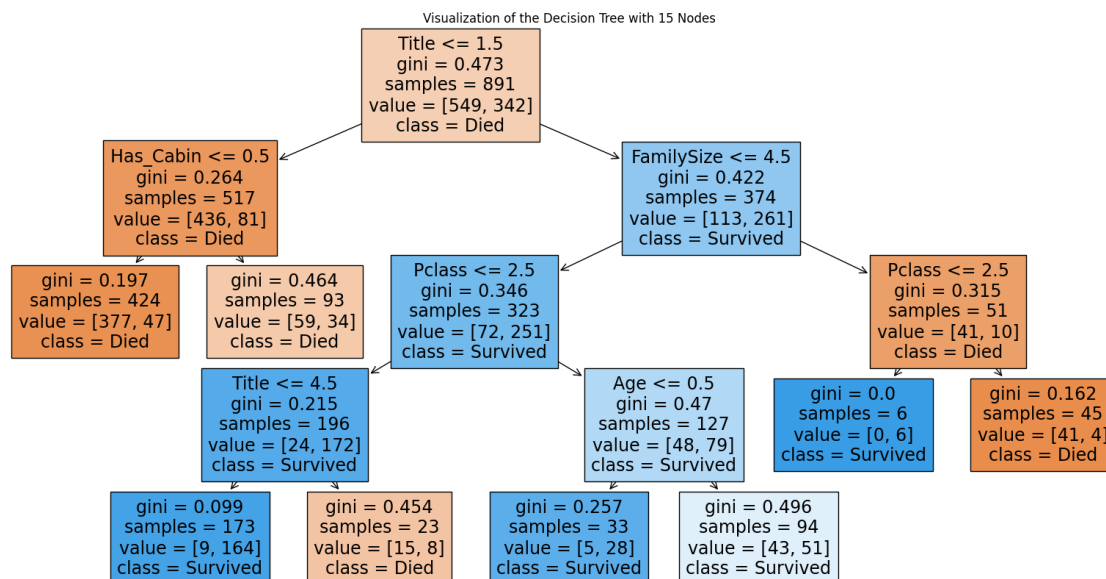 Visualization of the Decision Tree with 15 Nodes
Title <= 1.5
gini = 0.473
samples = 891
value = [549, 342]
class = Died
Has_Cabin <= 0.5
gini = 0.264
samples = 517
value = [436, 81]
class = Died
FamilySize <= 4.5
gini = 0.422
samples = 374
value = [113, 261]
class = Survived
gini = 0.197
samples = 424
value = [377, 47]
class = Died
gini = 0.464
samples = 93
value = [59, 34]
class = Died
Pclass <= 2.5
gini = 0.346
samples = 323
value = [72, 251]
class = Survived
Pclass <= 2.5
gini = 0.315
samples = 51
value = [41, 10]
class = Died
Title <= 4.5
gini = 0.215
samples = 196
value = [24, 172]
class = Survived
Age <= 0.5
gini = 0.47
samples = 127
value = [48, 79]
class = Survived
gini = 0.0
samples = 6
value = [0, 6]
class = Survived
gini = 0.162
samples = 45
value = [41, 4]
class = Died
gini = 0.099
samples = 173
value = [9, 164]
class = Survived
gini = 0.454
samples = 23
value = [15, 8]
class = Died
gini = 0.257
samples = 33
value = [5, 28]
class = Survived
gini = 0.496
samples = 94
value = [43, 51]
class = Survived